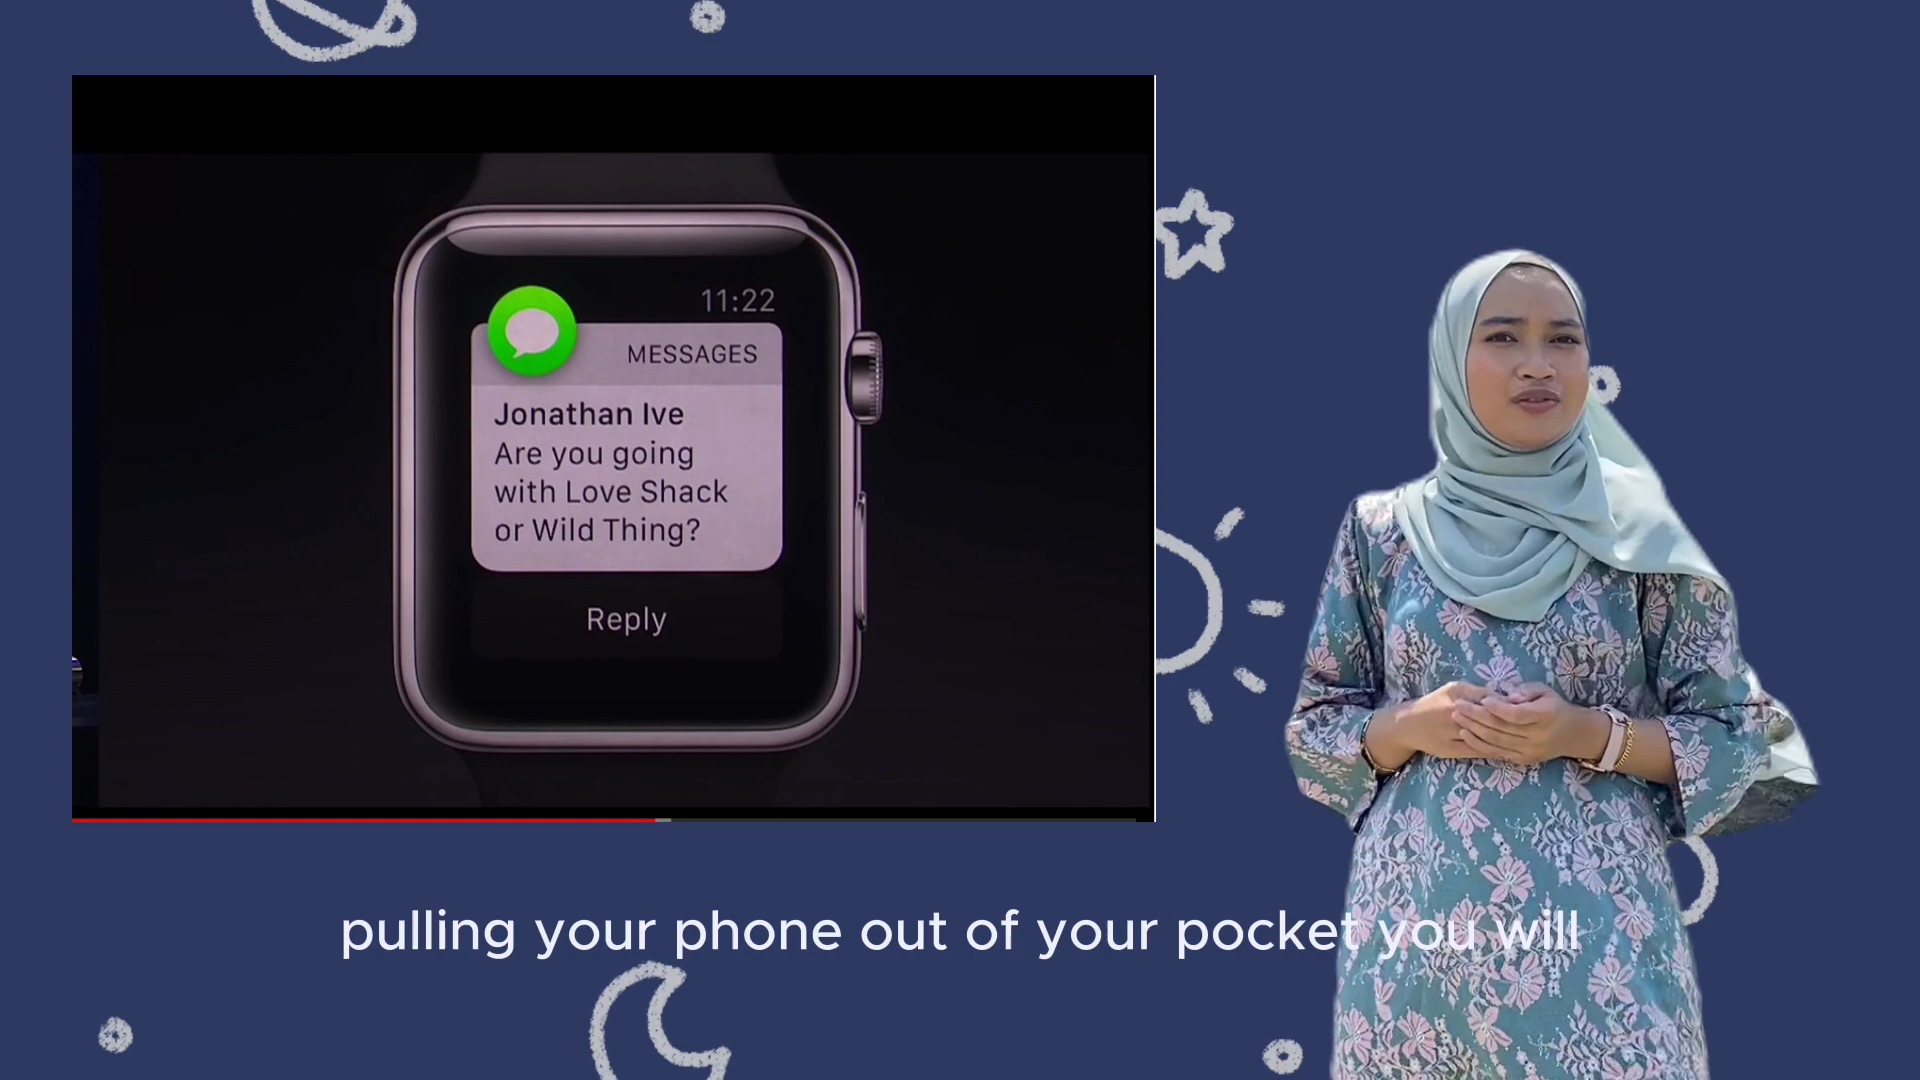 11:22
MESSAGES
Jonathan Ive
Are you going
with Love Shack
or Wild Thing?
Reply
pulling your phone out of your pocket you will